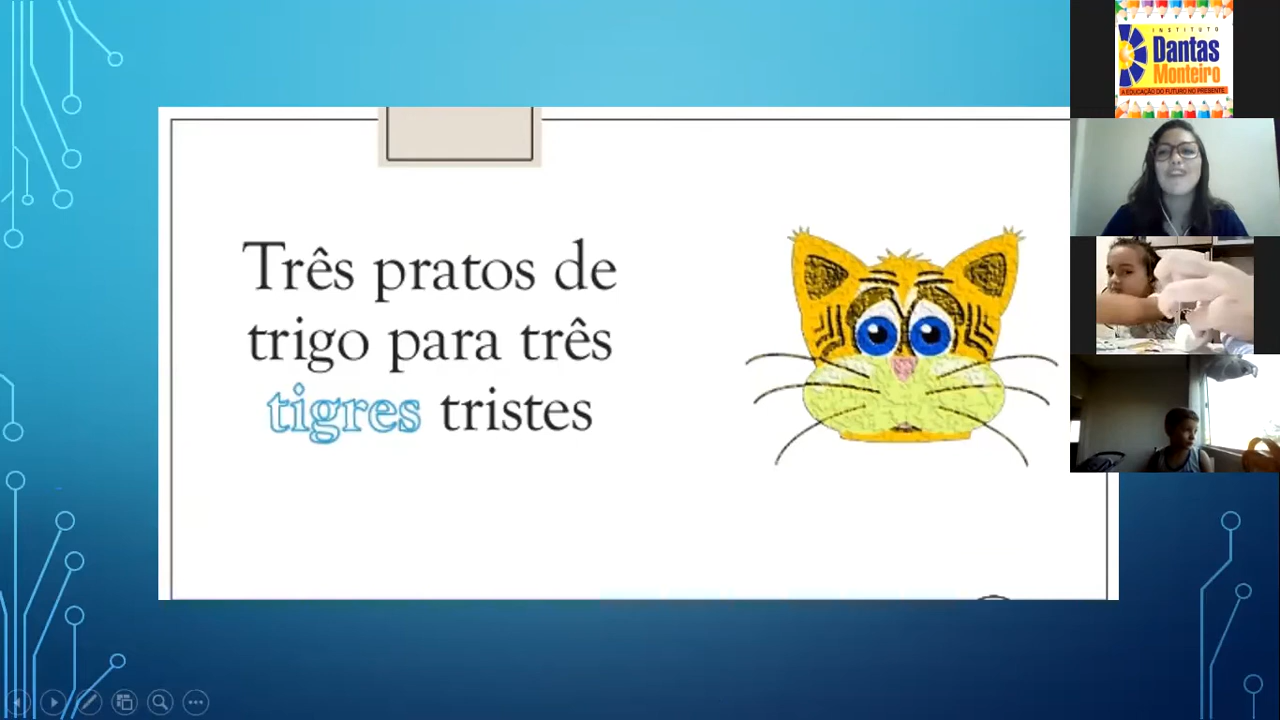 Três pratos de
trigo para três
tigres tristes
INSTITUTO
Dantas
Monteiro
A EDUCAÇÃO DO FUTURO NO PRESENTE